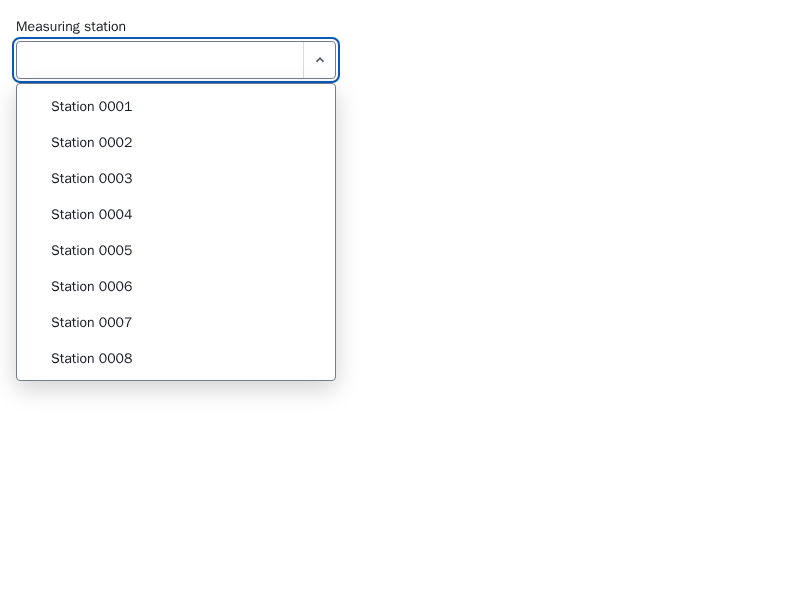 Measuring station
Station 0001
Station 0002
Station 0003
Station 0004
Station 0005
Station 0006
Station 0007
Station 0008